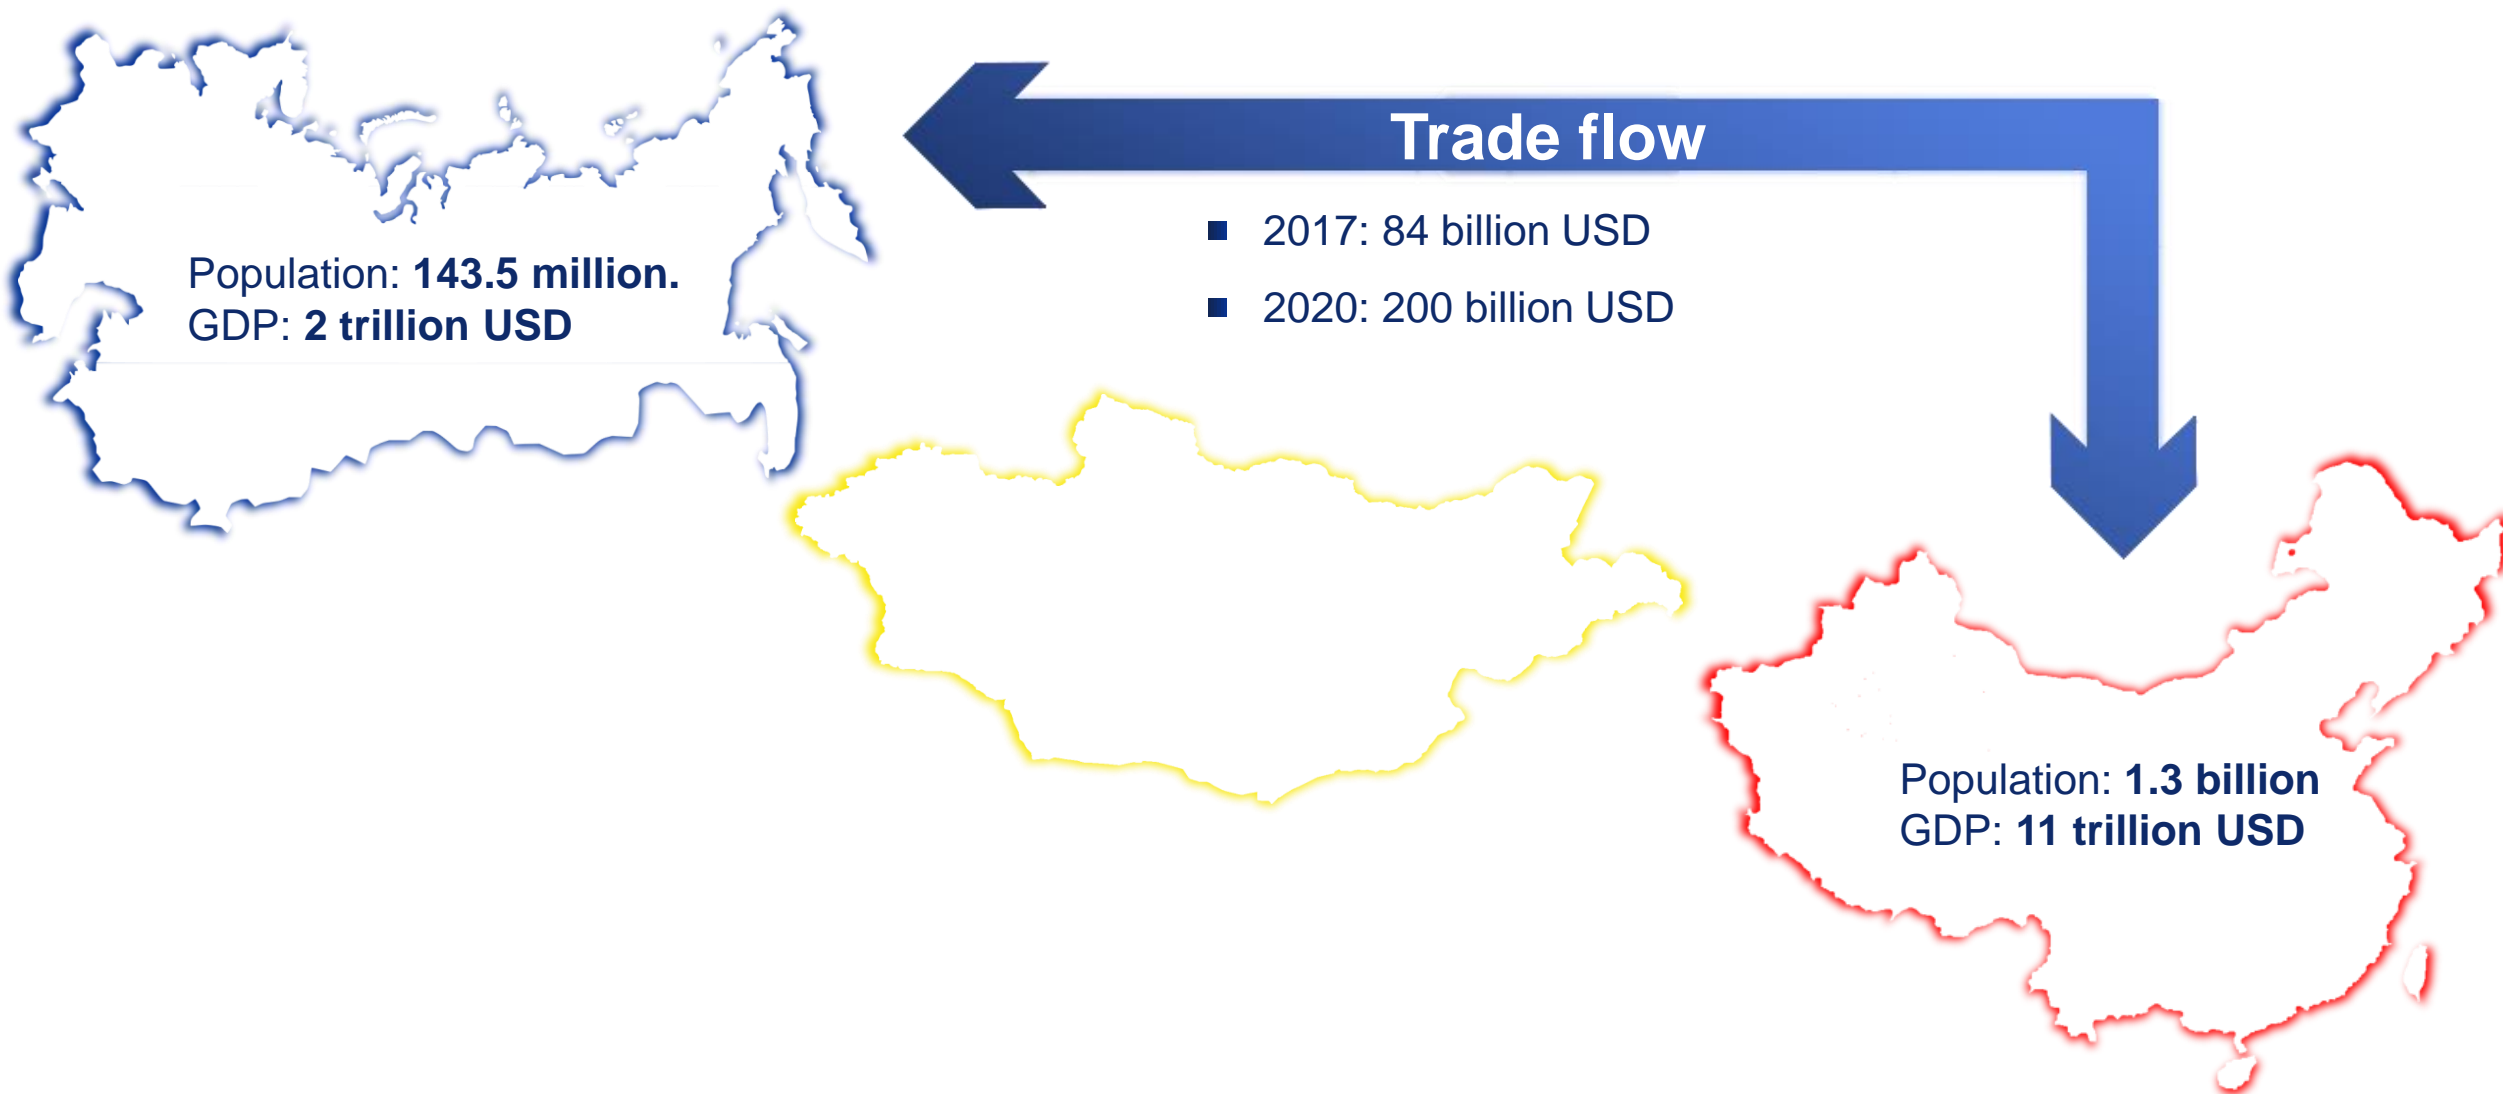 Trade flow
■ 2017: 84 billion USD
■ 2020: 200 billion USD
Population: 143.5 million.
GDP: 2 trillion USD
Population: 1.3 billion
GDP: 11 trillion USD